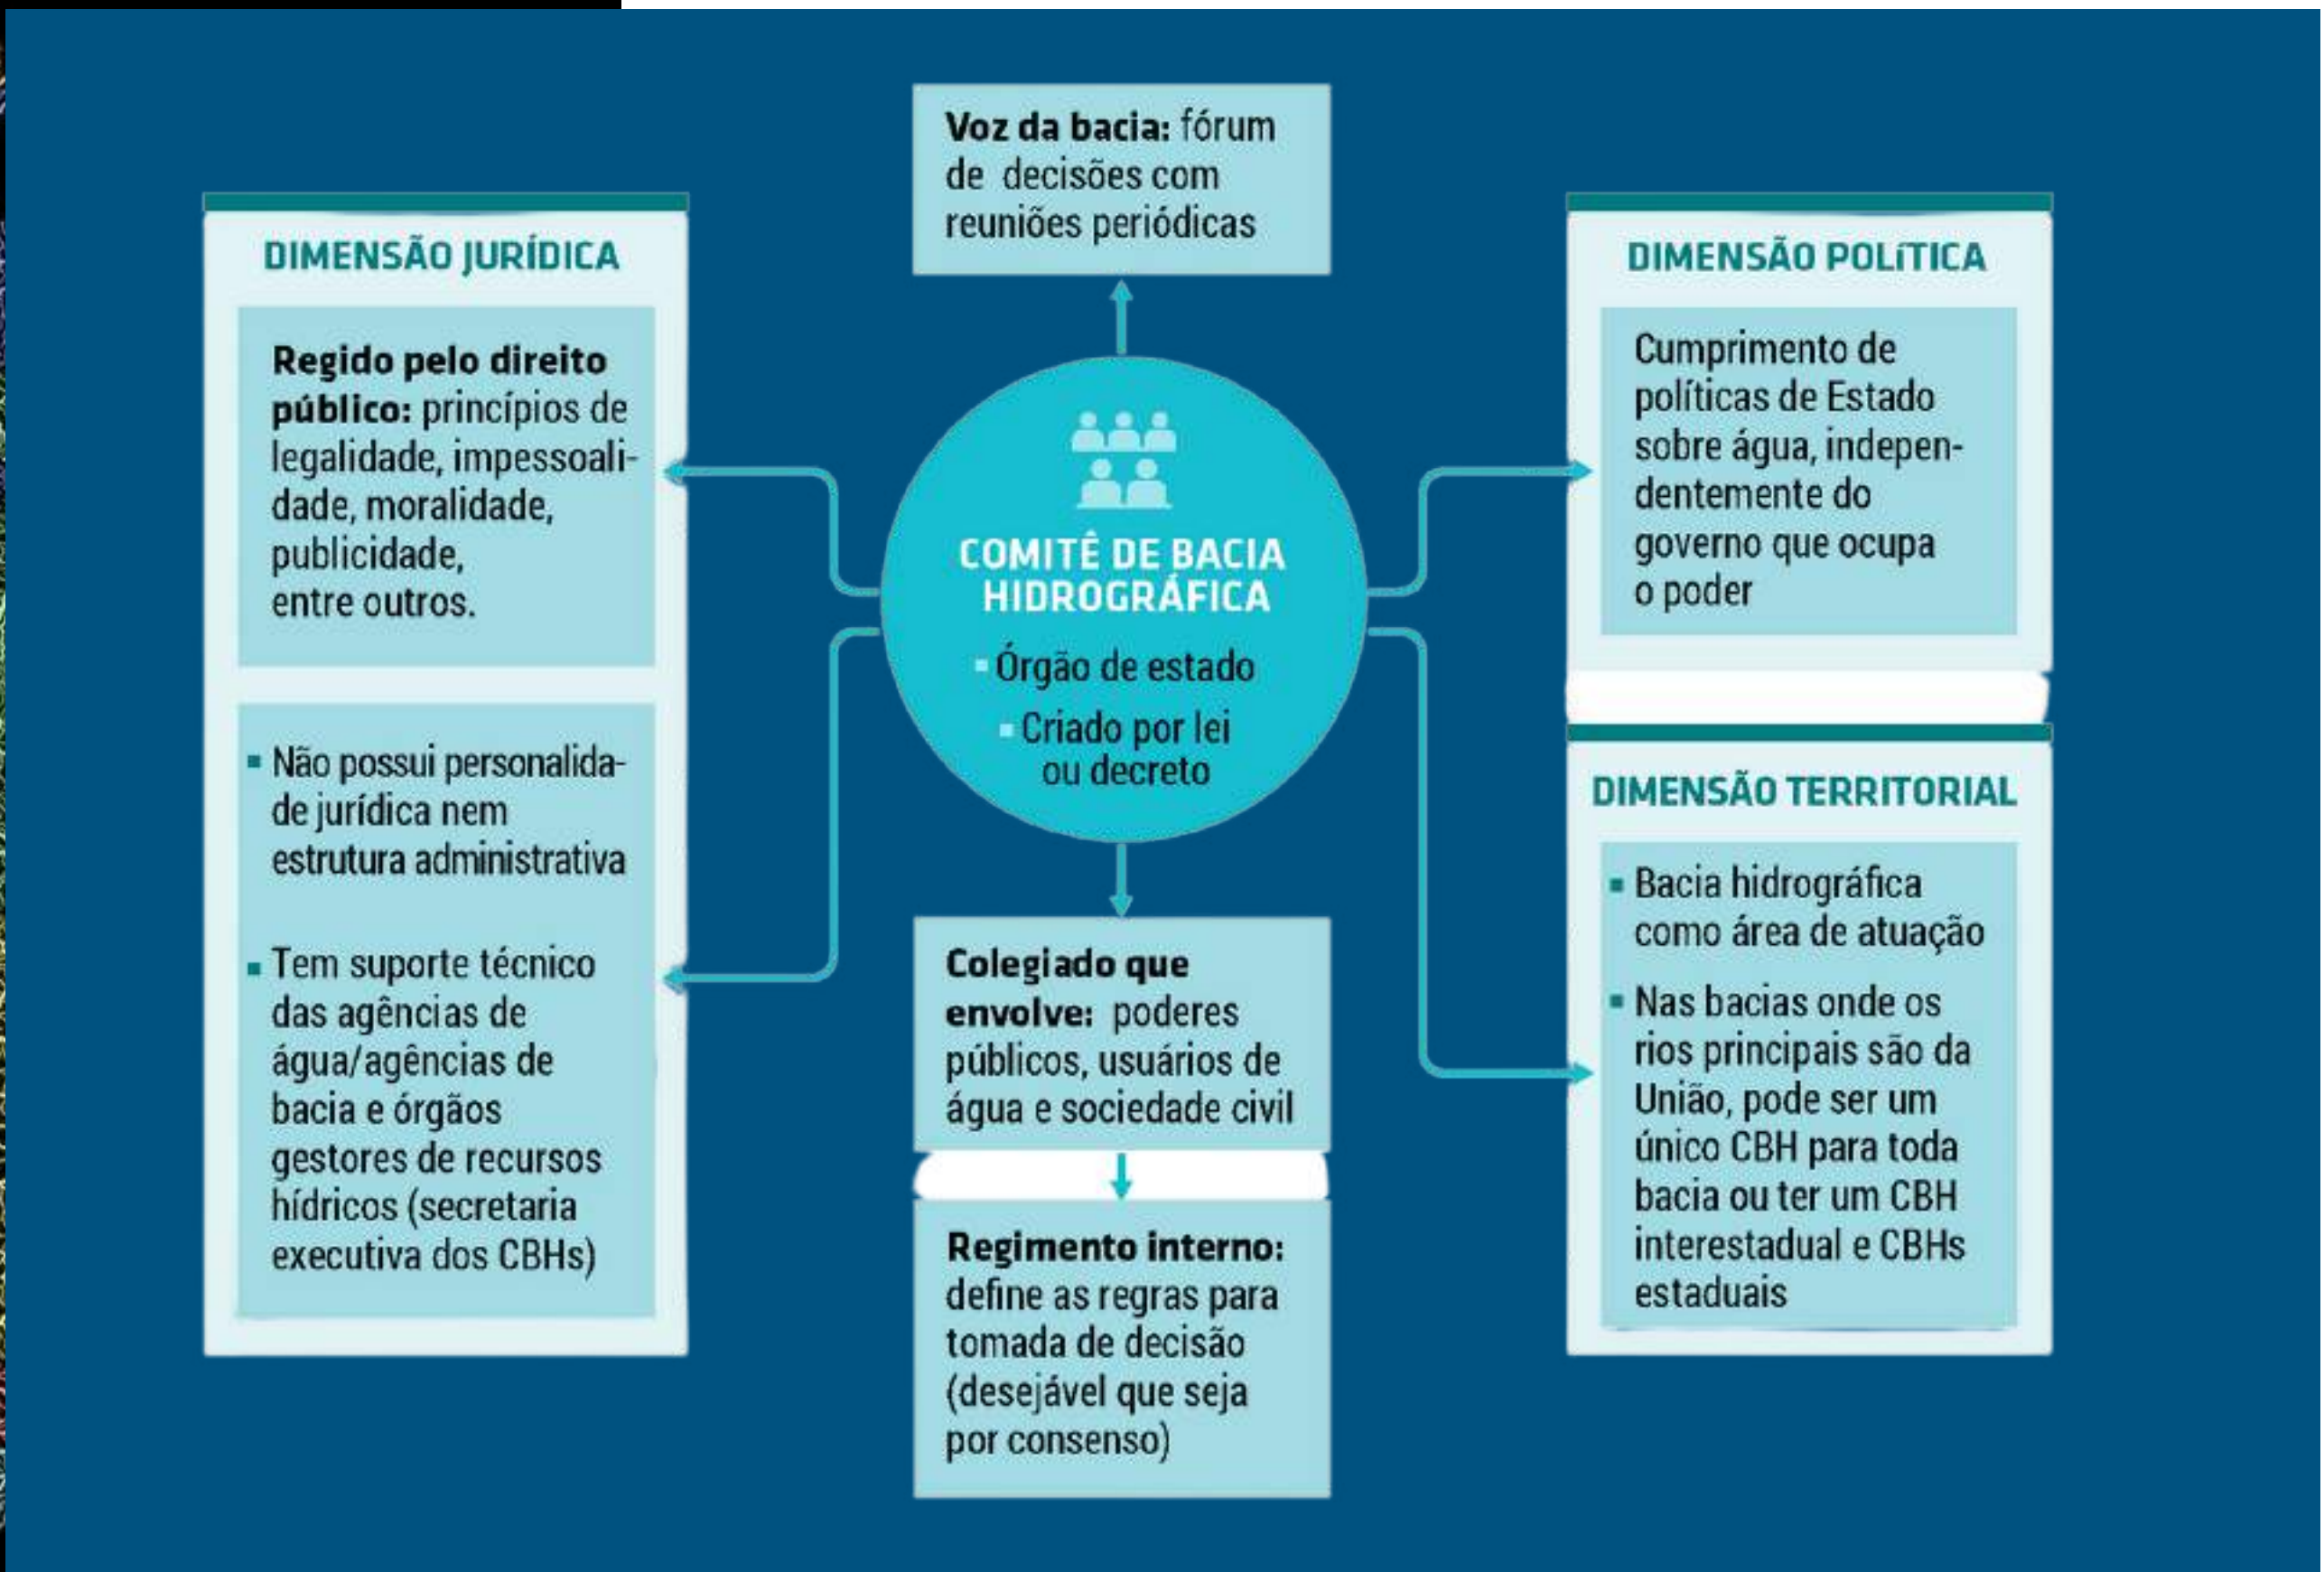 Voz da bacia: fórum
de decisões com
reuniões periódicas
DIMENSÃO JURÍDICA
Regido pelo direito
público: princípios de
legalidade, impessoali-
dade, moralidade,
publicidade,
entre outros.
Não possui personalida-
de jurídica nem
estrutura administrativa
Tem suporte técnico
das agências de
água/agências de
bacia e órgãos
gestores de recursos
hídricos (secretaria
executiva dos CBHs)
COMITÊ DE BACIA
HIDROGRÁFICA
Órgão de estado
Criado por lei
ou decreto
Colegiado que
envolve: poderes
públicos, usuários de
água e sociedade civil
Regimento interno:
define as regras para
tomada de decisão
(desejável que seja
por consenso)
DIMENSÃO POLíTICA
Cumprimento de
políticas de Estado
sobre água, indepen-
dentemente do
governo que ocupa
o poder
DIMENSÃO TERRITORIAL
Bacia hidrográfica
como área de atuação
Nas bacias onde os
rios principais são da
União, pode ser um
único CBH para toda
bacia ou ter um CBH
interestadual e CBHs
estaduais